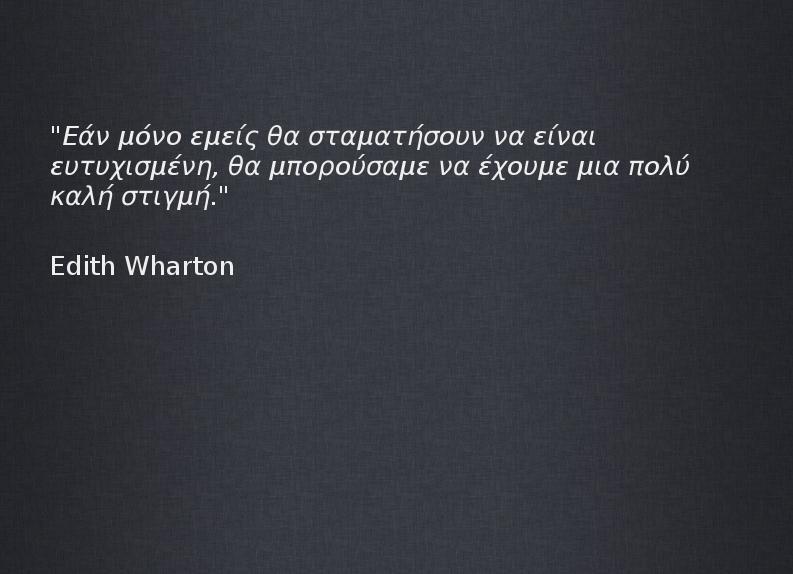 "Εάν μόνο εμείς θα σταματήσουν να είναι
ευτυχισμένη, θα μπορούσαμε να έχουμε μια πολύ
καλή στιγμή."
Edith Wharton